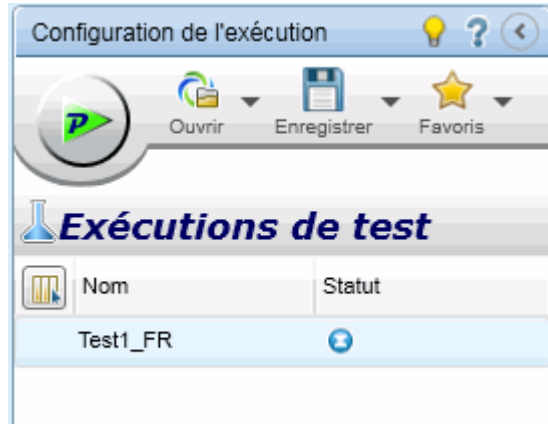 Configuration de l'exécution
Ouvrir
Enregistrer
Favoris
Exécutions de test
Nom
Statut
Test1_FR